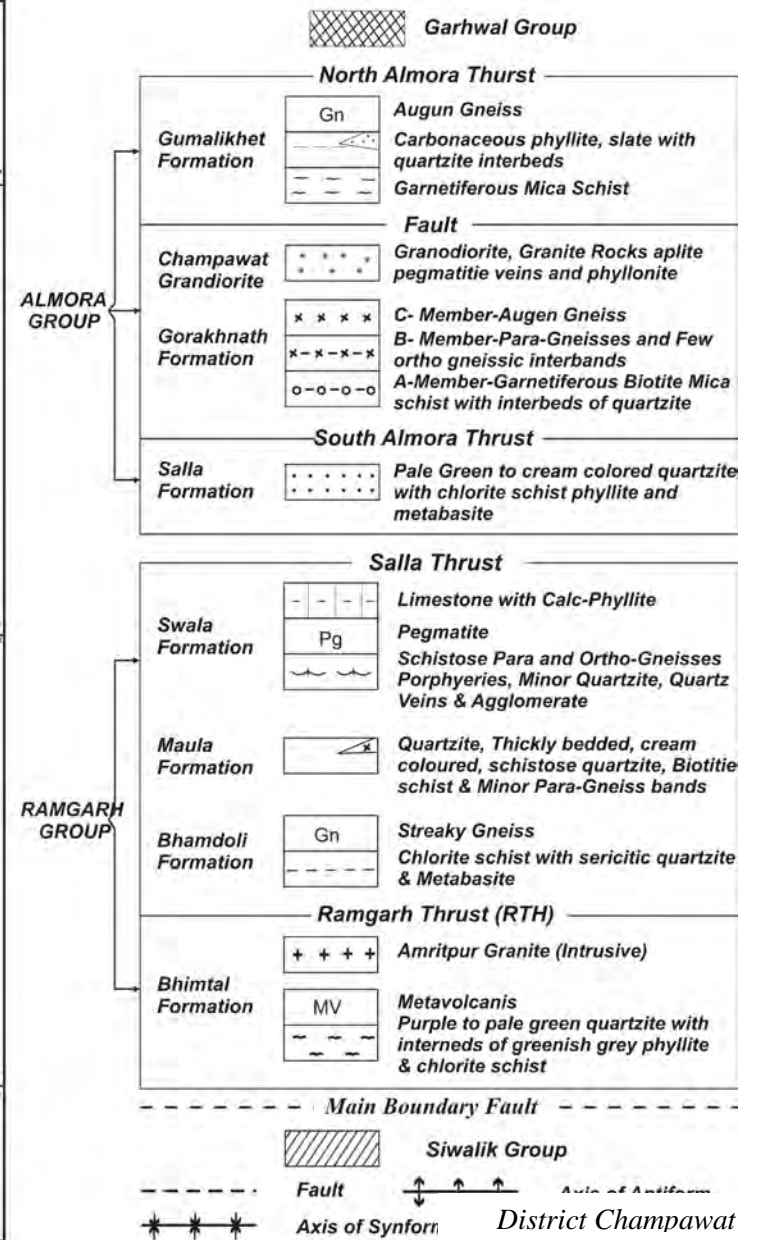 Garhwal Group
North Almora Thurst
Gumalikhet
Formation
Gn
Augun Gneiss
Carbonaceous phyllite, slate with
quartzite interbeds
Garnetiferous Mica Schist
Fault
Champawat
Grandiorite
Granodiorite, Granite Rocks aplite
pegmatitie veins and phyllonite
ALMORA
GROUP
Gorakhnath
Formation
C- Member-Augen Gneiss
B- Member-Para-Gneisses and Few
ortho gneissic interbands
A-Member-Garnetiferous Biotite Mica
schist with interbeds of quartzite
South Almora Thrust
Salla
Formation
Pale Green to cream colored quartzite
with chlorite schist phyllite and
metabasite
Salla Thrust
Swala
Formation
Limestone with Calc-Phyllite
Pg
Pegmatite
Schistose Para and Ortho-Gneisses
Porphyeries, Minor Quartzite, Quartz
Veins & Agglomerate
Maula
Formation
Quartzite, Thickly bedded, cream
coloured, schistose quartzite, Biotitie
schist & Minor Para-Gneiss bands
RAMGARH
GROUP
Bhamdoli
Formation
Gn
Streaky Gneiss
Chlorite schist with sericitic quartzite
& Metabasite
Ramgarh Thrust (RTH)
Amritpur Granite (Intrusive)
Bhimtal
Formation
MV
Metavolcanis
Purple to pale green quartzite with
interneds of greenish grey phyllite
& chlorite schist
Main Boundary Fault
Siwalik Group
Fault
Axis of
Axis of Synform
District Champawat